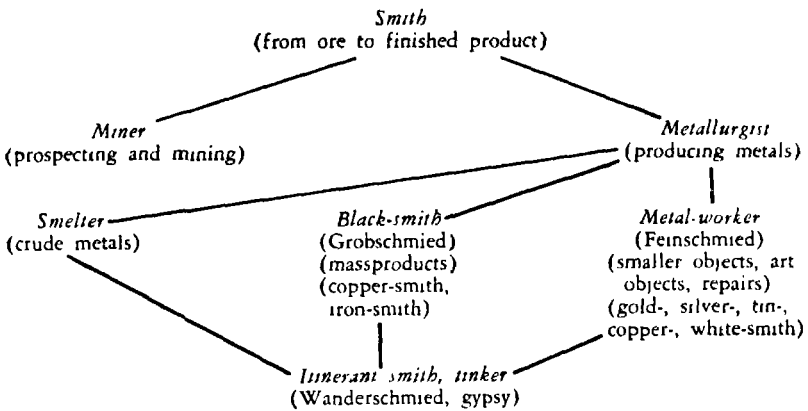 Smith
(from ore to finished product)
Miner
(prospecting and mining)
Metallurgist
(producing metals)
Smelter
(crude metals)
Black-smith
(Grobschmied)
(massproducts)
(copper-smith,
iron-smith)
Metal-worker
(Feinschmied)
(smaller objects, art
objects, repairs)
(gold-, silver-, tin-,
copper-, white-smith)
Itinerant smith, tinker
(Wanderschmied, gypsy)